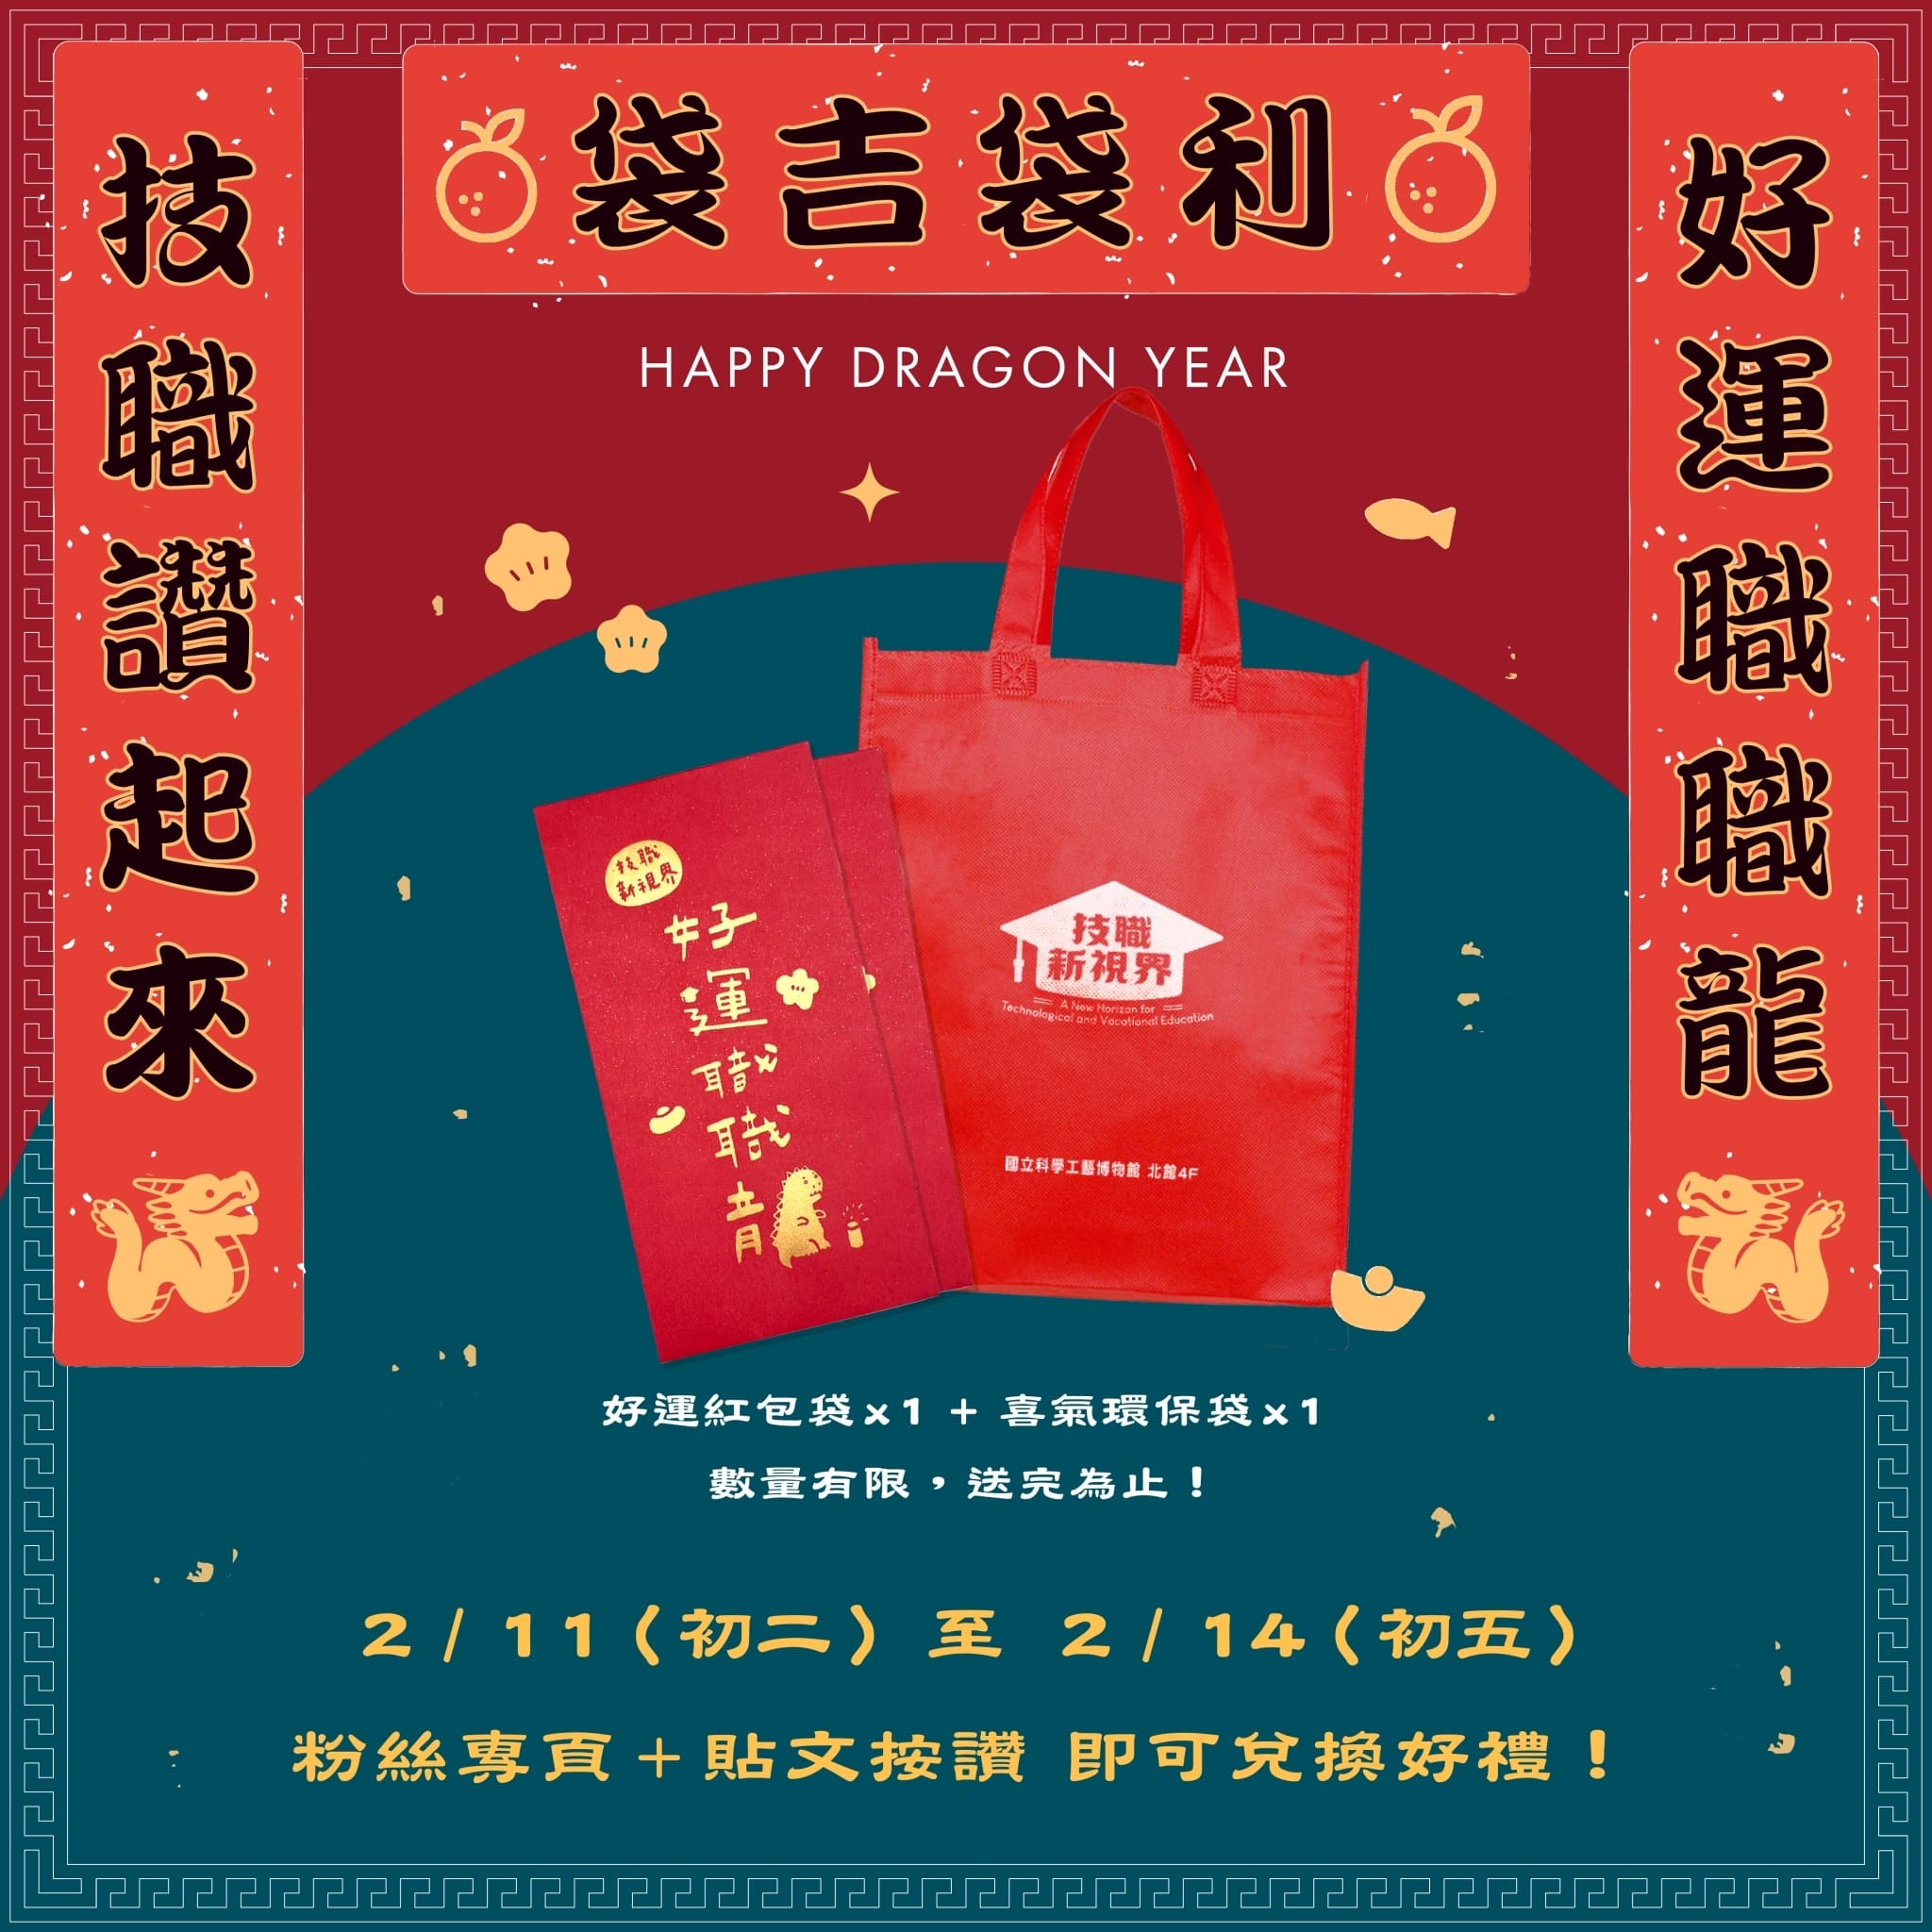 袋吉袋利
好運職職龍
技職讚起來
HAPPY DRAGON YEAR
技職
新視界
好運職職龍
技職
新視界
A New Horizon for
Technological and Vocational Education
國立科學工藝博物館 北館4F
好運紅包袋x1 + 喜氣環保袋x1
數量有限，送完為止！
2/11（初二）至 2/14（初五）
粉絲專頁＋貼文按讚 即可兌換好禮！